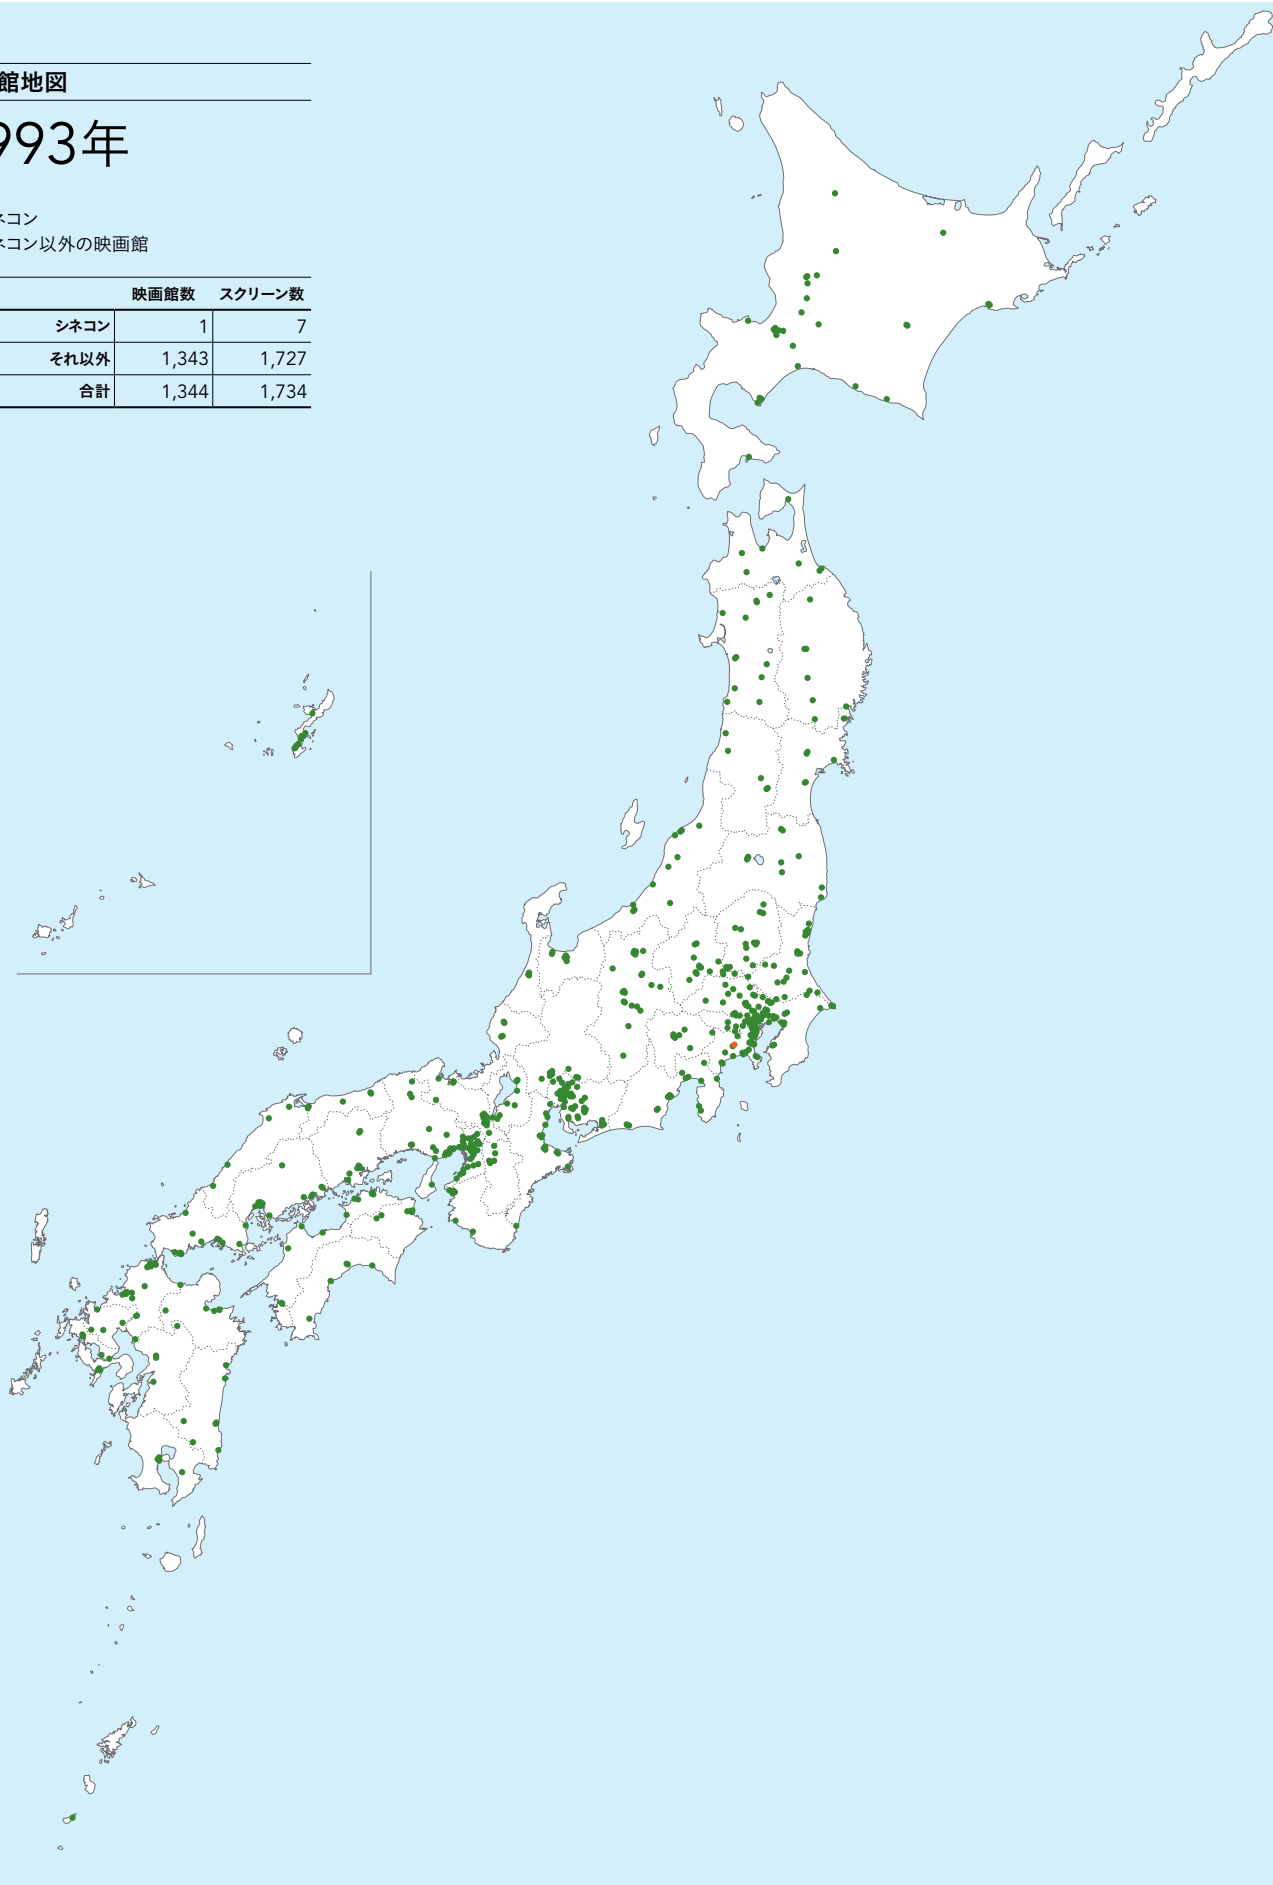 館地図
993年
ネコン
ネコン以外の映画館
映画館数 スクリーン数
シネコン 1 7
それ以外 1,343 1,727
合計 1,344 1,734